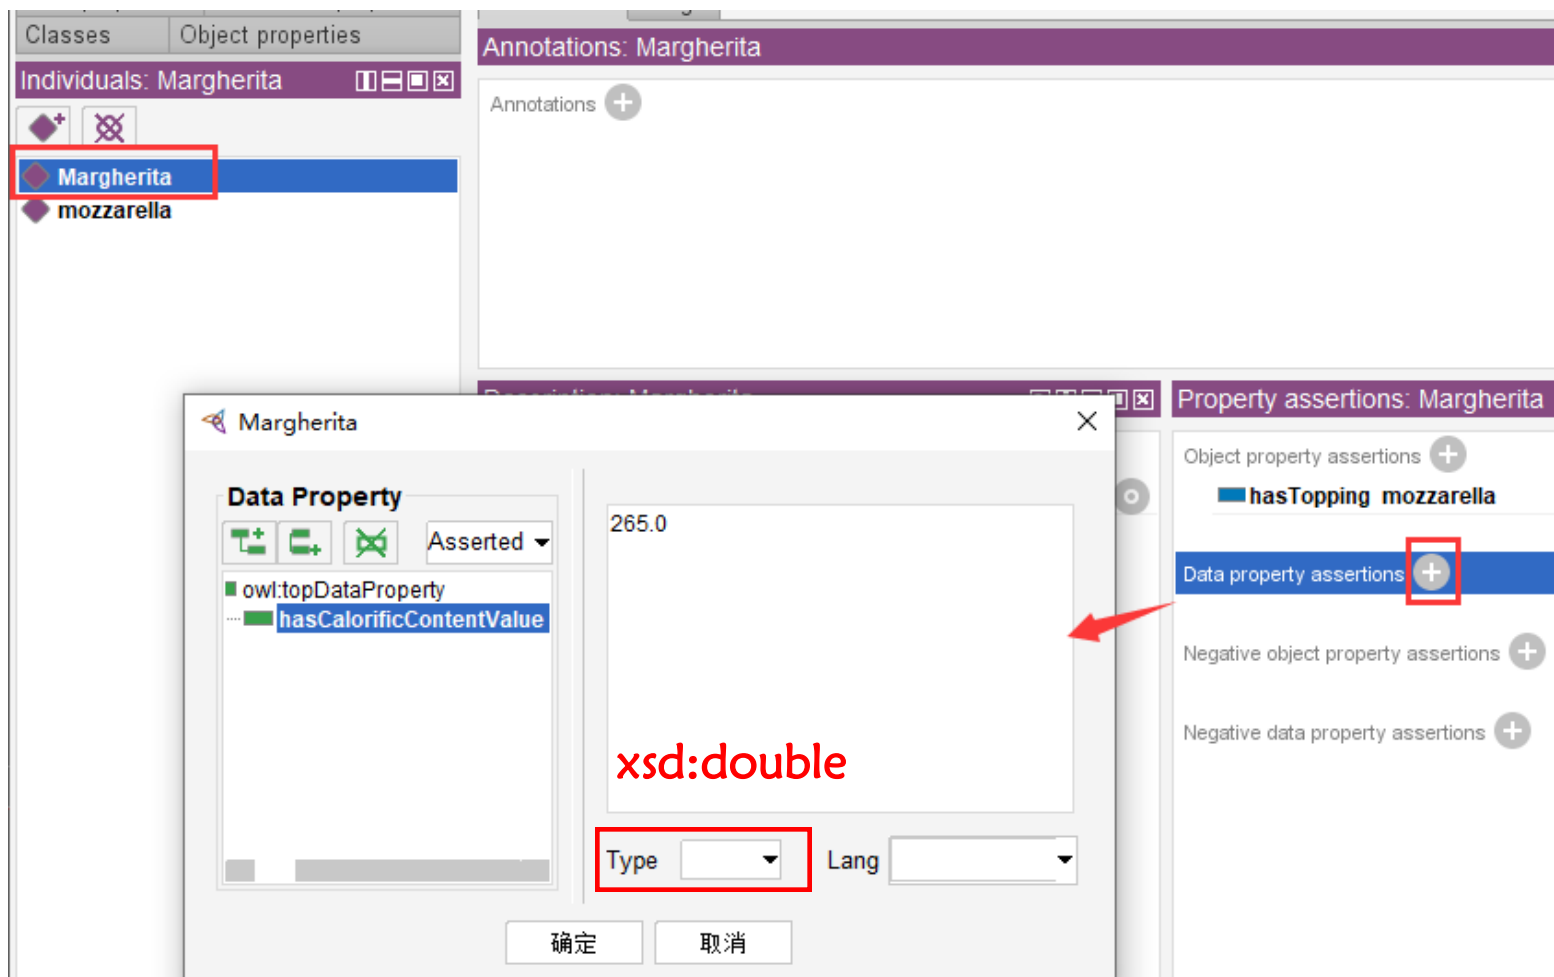 Classes
Object properties
Annotations: Margherita
Individuals: Margherita
Annotations
Margherita
mozzarella
Property assertions: Margherita
Margherita
Object property assertions
hasTopping mozzarella
Data Property
Asserted
265.0
Data property assertions
owl:topDataProperty
hasCalorificContentValue
Negative object property assertions
Negative data property assertions
xsd:double
Type
Lang
确定
取消